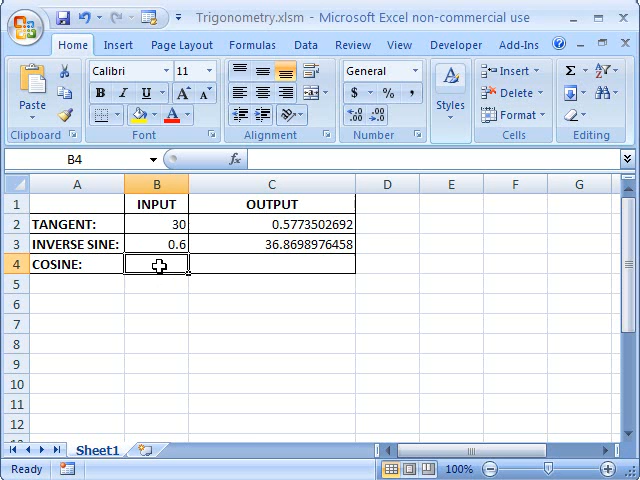 Trigonometry.xlsm - Microsoft Excel non-commercial use
Home Insert Page Layout Formulas Data Review View Developer Add-Ins
Calibri 11 General Insert Σ
Paste B I U A A $ % , Styles Delete
.00 .0 Format
Clipboard Font Alignment Number Cells Editing
B4 fx
A B C D E F G
1 INPUT OUTPUT
2 TANGENT: 30 0.5773502692
3 INVERSE SINE: 0.6 36.8698976458
4 COSINE:
5
6
7
8
9
10
11
12
Sheet1
Ready 100%